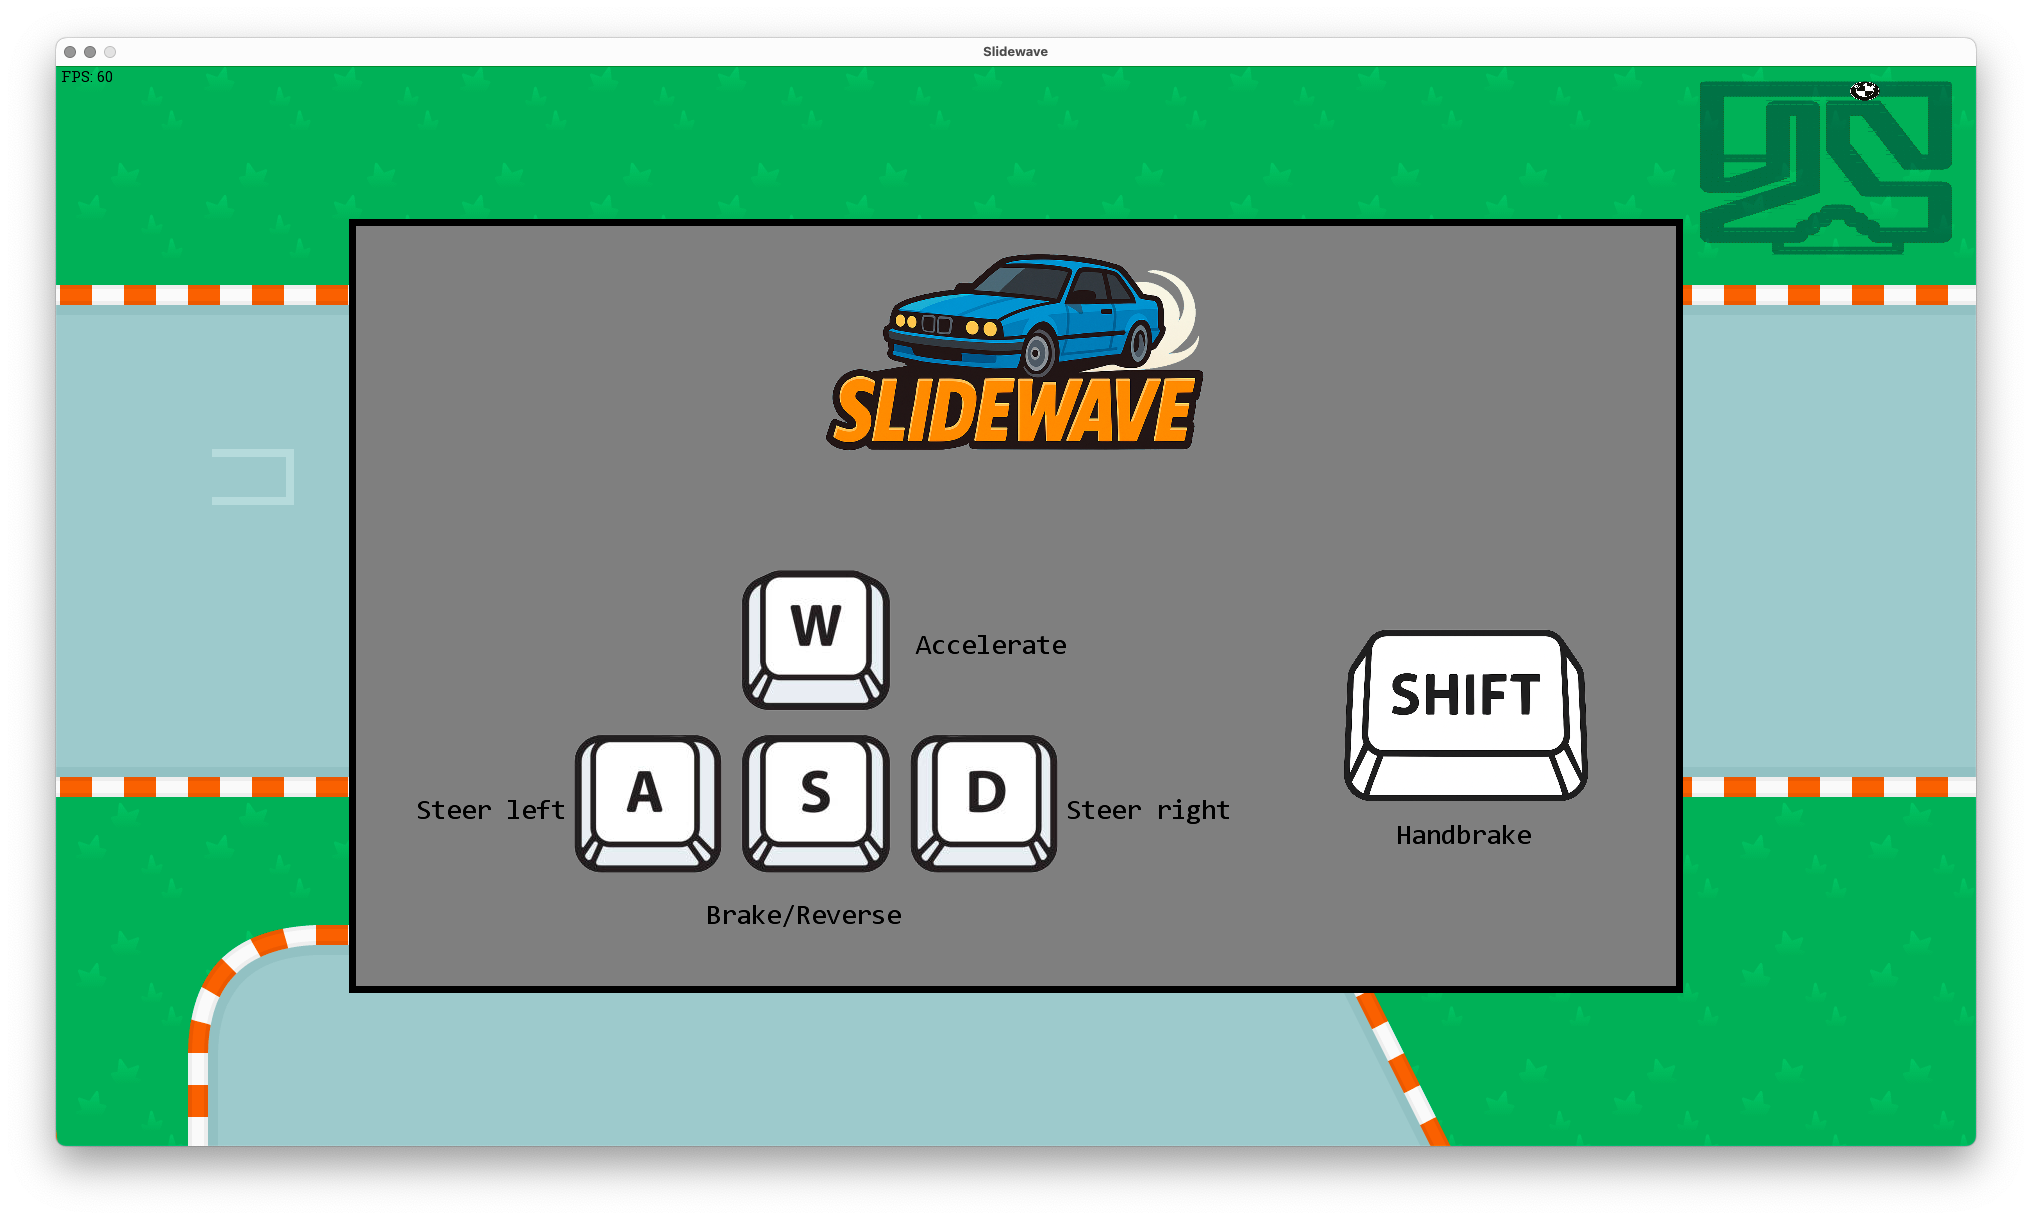 Slidewave
FPS: 60
SLIDEWAVE
W
Accelerate
SHIFT
Steer left
A
S
D
Steer right
Handbrake
Brake/Reverse